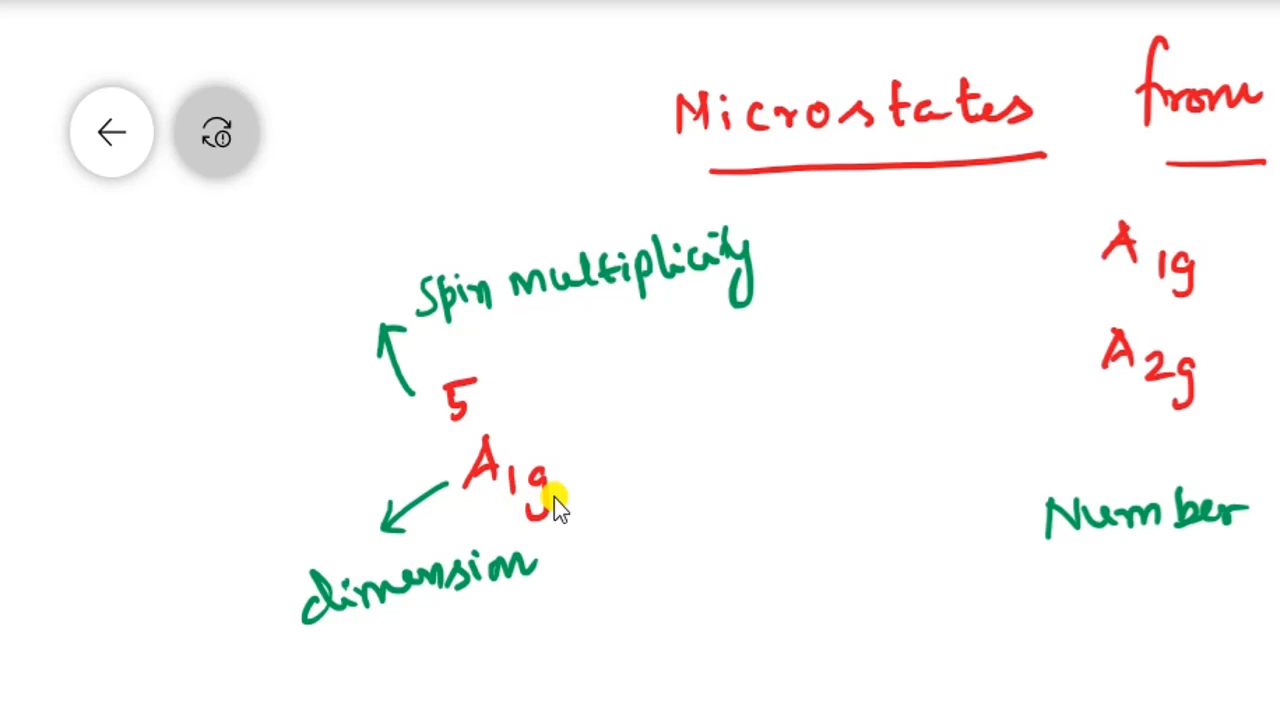 Microstates from
Spin multiplicity
A1g
A2g
5
A1g
Number
dimension